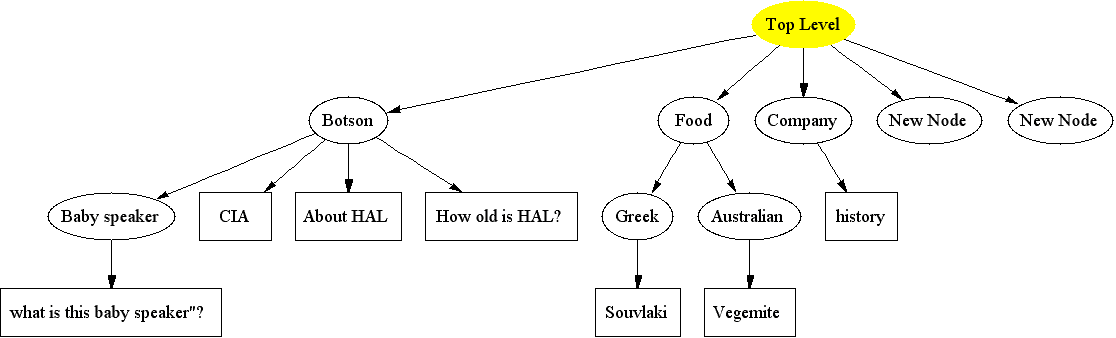 Top Level
Botson
Food
Company
New Node
New Node
Baby speaker
CIA
About HAL
How old is HAL?
Greek
Australian
history
what is this baby speaker"?
Souvlaki
Vegemite